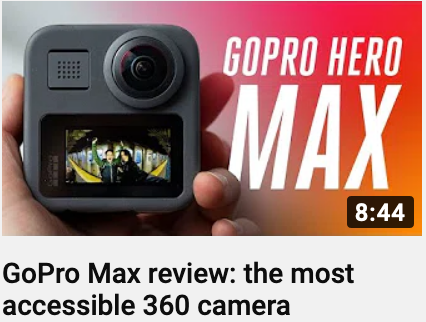 GOPRO HERO
MAX
8:44
GoPro Max review: the most
accessible 360 camera